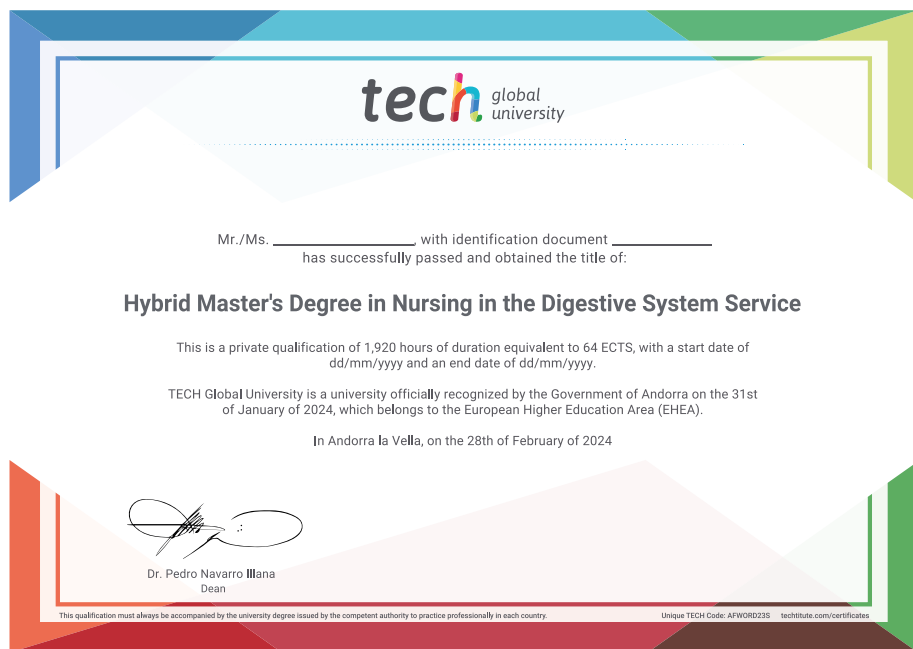 tech global
university
Mr./Ms. , with identification document
has successfully passed and obtained the title of:
Hybrid Master's Degree in Nursing in the Digestive System Service
This is a private qualification of 1,920 hours of duration equivalent to 64 ECTS, with a start date of
dd/mm/yyyy and an end date of dd/mm/yyyy.
TECH Global University is a university officially recognized by the Government of Andorra on the 31st
of January of 2024, which belongs to the European Higher Education Area (EHEA).
In Andorra la Vella, on the 28th of February of 2024
Dr. Pedro Navarro Illana
Dean
This qualification must always be accompanied by the university degree issued by the competent authority to practice professionally in each country. Unique TECH Code: AFWORD23S techtitute.com/certificates